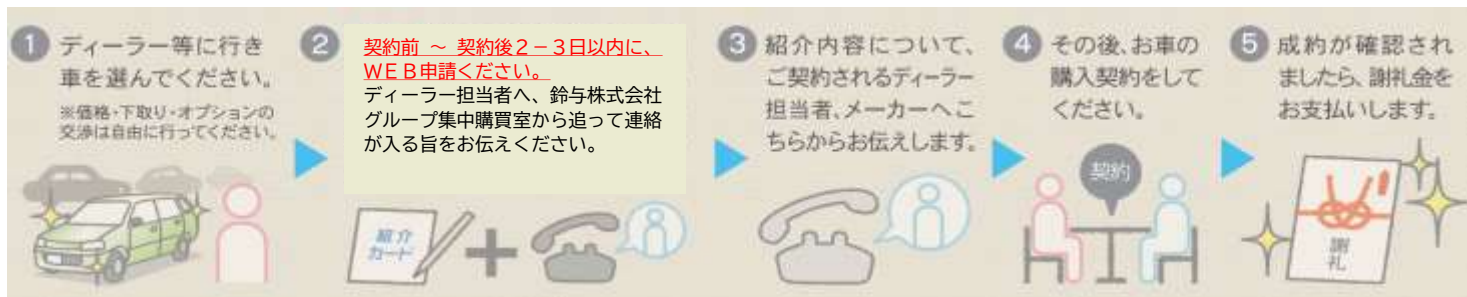 1
ディーラー等に行き
車を選んでください。
※価格・下取り・オプションの
交渉は自由に行ってください。
2
契約前 ～ 契約後２－３日以内に、
ＷＥＢ申請ください。
ディーラー担当者へ、鈴与株式会社
グループ集中購買室から追って連絡
が入る旨をお伝えください。
紹介
カード
3
紹介内容について、
ご契約されるディーラー
担当者、メーカーへこ
ちらからお伝えします。
4
その後、お車の
購入契約をして
ください。
契約
5
成約が確認され
ましたら、謝礼金を
お支払いします。
謝
礼